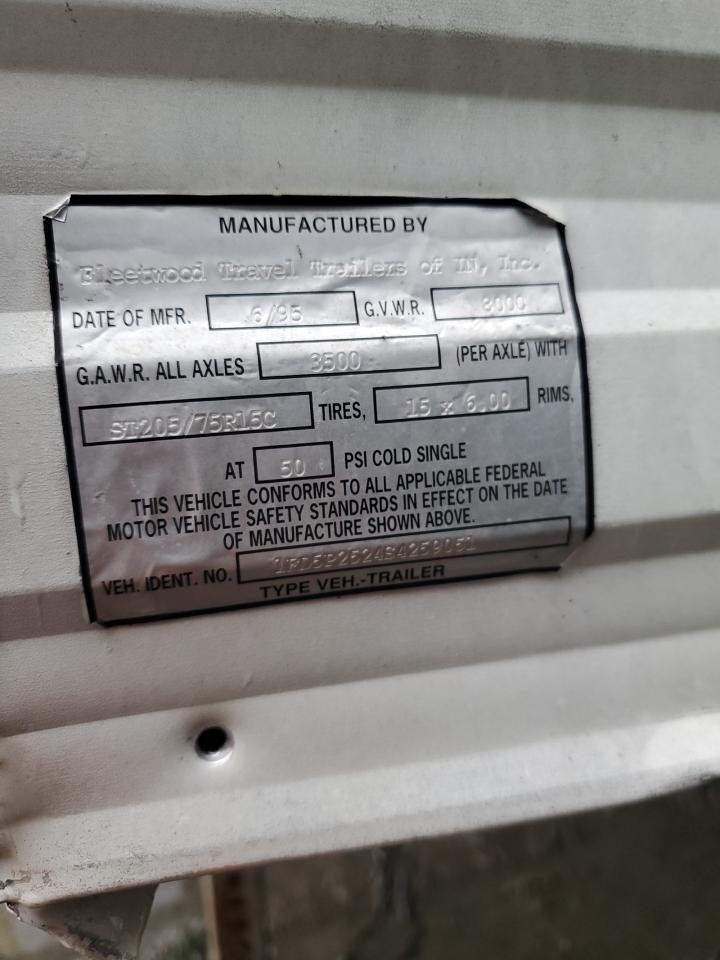 MANUFACTURED BY
Fleetwood Travel Trailers of IN, Inc.
DATE OF MFR. 6/95 G.V.W.R. 8000
G.A.W.R. ALL AXLES 3500 (PER AXLE) WITH
ST205/75R15C TIRES, 15 x 6.00 RIMS,
AT 50 PSI COLD SINGLE
THIS VEHICLE CONFORMS TO ALL APPLICABLE FEDERAL
MOTOR VEHICLE SAFETY STANDARDS IN EFFECT ON THE DATE
OF MANUFACTURE SHOWN ABOVE.
VEH. IDENT. NO.
TYPE VEH.-TRAILER